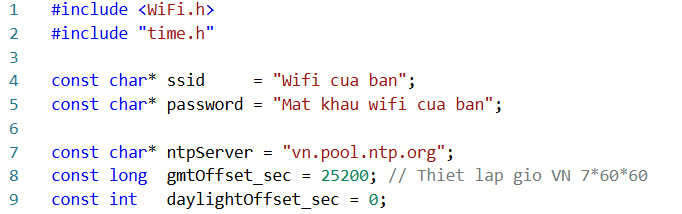 1 #include <WiFi.h>
2 #include "time.h"
3
4 const char* ssid     = "Wifi cua ban";
5 const char* password = "Mat khau wifi cua ban";
6
7 const char* ntpServer = "vn.pool.ntp.org";
8 const long  gmtOffset_sec = 25200; // Thiet lap gio VN 7*60*60
9 const int   daylightOffset_sec = 0;